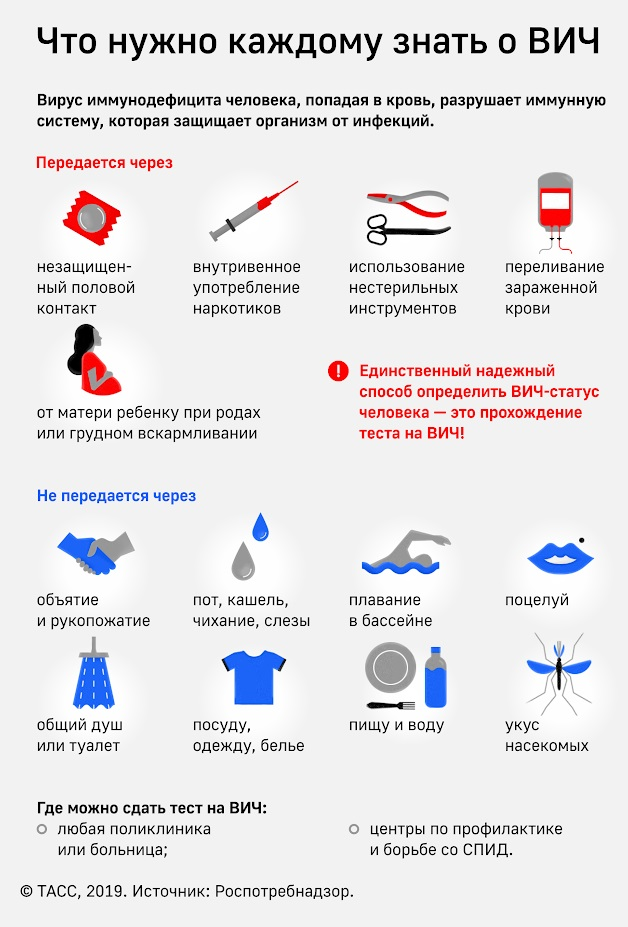 Что нужно каждому знать о ВИЧ
Вирус иммунодефицита человека, попадая в кровь, разрушает иммунную
систему, которая защищает организм от инфекций.
Передается через
незащищен-
ный половой
контакт
внутривенное
употребление
наркотиков
использование
нестерильных
инструментов
переливание
зараженной
крови
от матери ребенку при родах
или грудном вскармливании
! Единственный надежный
способ определить ВИЧ-статус
человека — это прохождение
теста на ВИЧ!
Не передается через
объятие
и рукопожатие
пот, кашель,
чихание, слезы
плавание
в бассейне
поцелуй
общий душ
или туалет
посуду,
одежду, белье
пищу и воду
укус
насекомых
Где можно сдать тест на ВИЧ:
любая поликлиника
или больница;
центры по профилактике
и борьбе со СПИД.
© ТАСС, 2019. Источник: Роспотребнадзор.